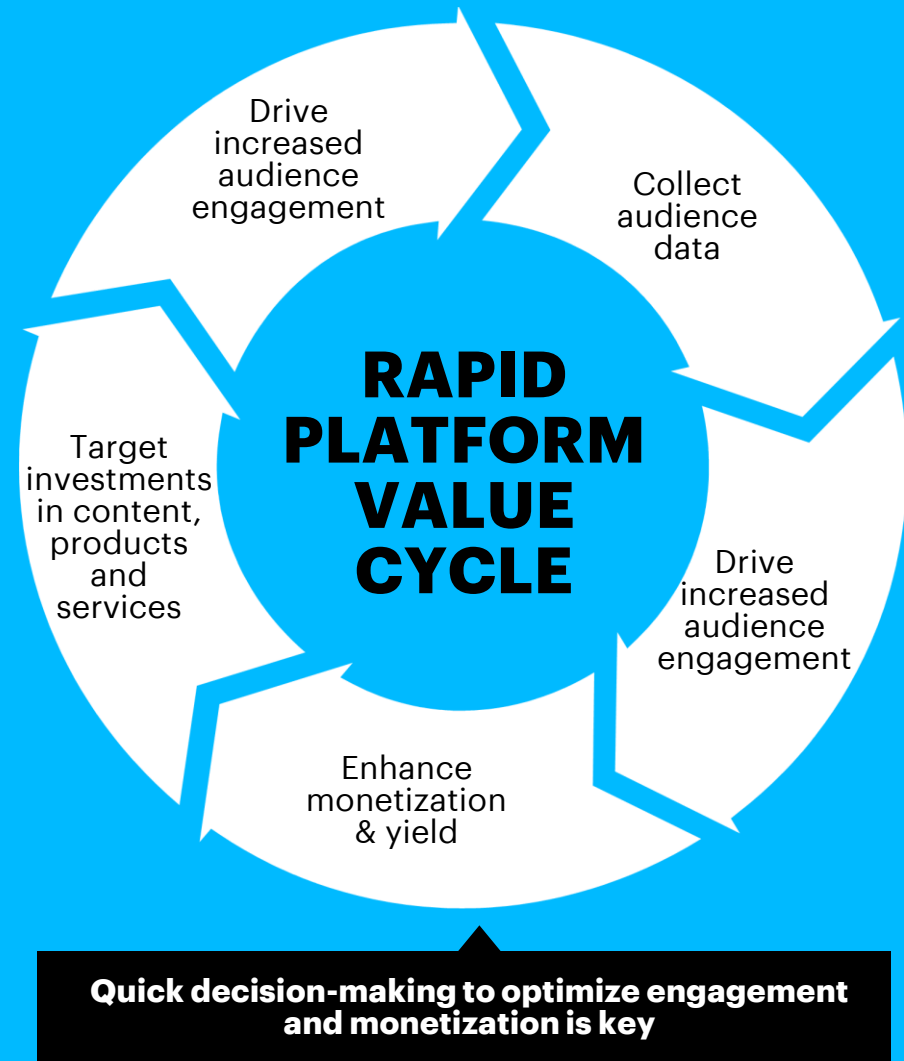 Drive
increased
audience
engagement
Collect
audience
data
RAPID
PLATFORM
VALUE
CYCLE
Target
investments
in content,
products
and
services
Drive
increased
audience
engagement
Enhance
monetization
& yield
Quick decision-making to optimize engagement
and monetization is key